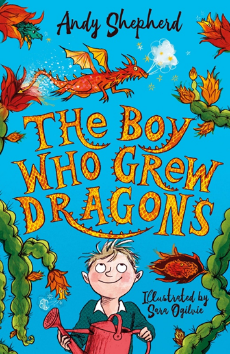 Andy Shepherd
THE BOY
WHO GREW
DRAGONS
Illustrated by
Sara Ogilvie